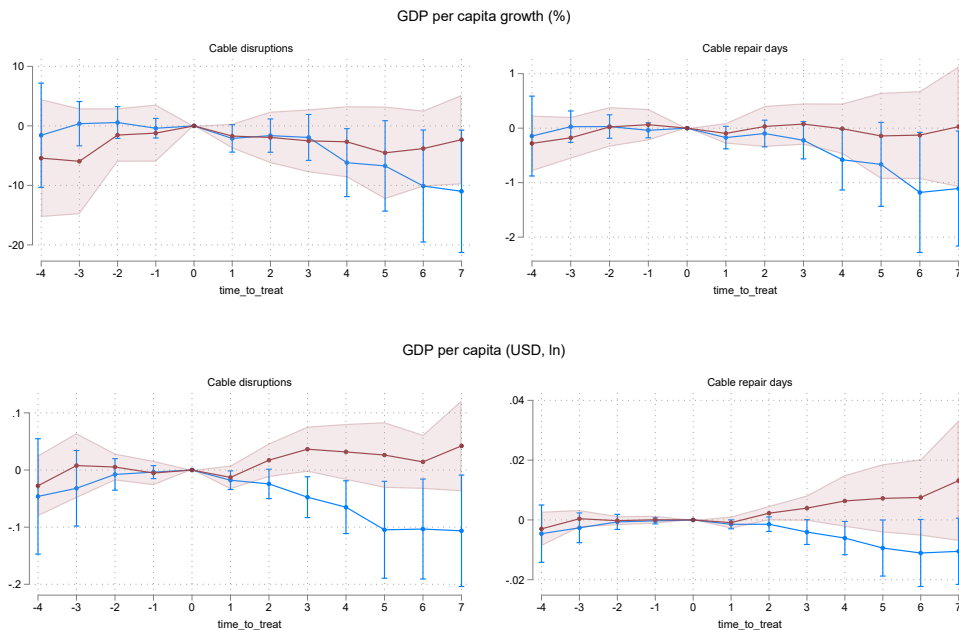 GDP per capita growth (%)
Cable disruptions
10
0
-10
-20
-4 -3 -2 -1 0 1 2 3 4 5 6 7
time_to_treat
Cable repair days
1
0
-1
-2
-4 -3 -2 -1 0 1 2 3 4 5 6 7
time_to_treat
GDP per capita (USD, ln)
Cable disruptions
.1
0
-.1
-.2
-4 -3 -2 -1 0 1 2 3 4 5 6 7
time_to_treat
Cable repair days
.04
.02
0
-.02
-4 -3 -2 -1 0 1 2 3 4 5 6 7
time_to_treat